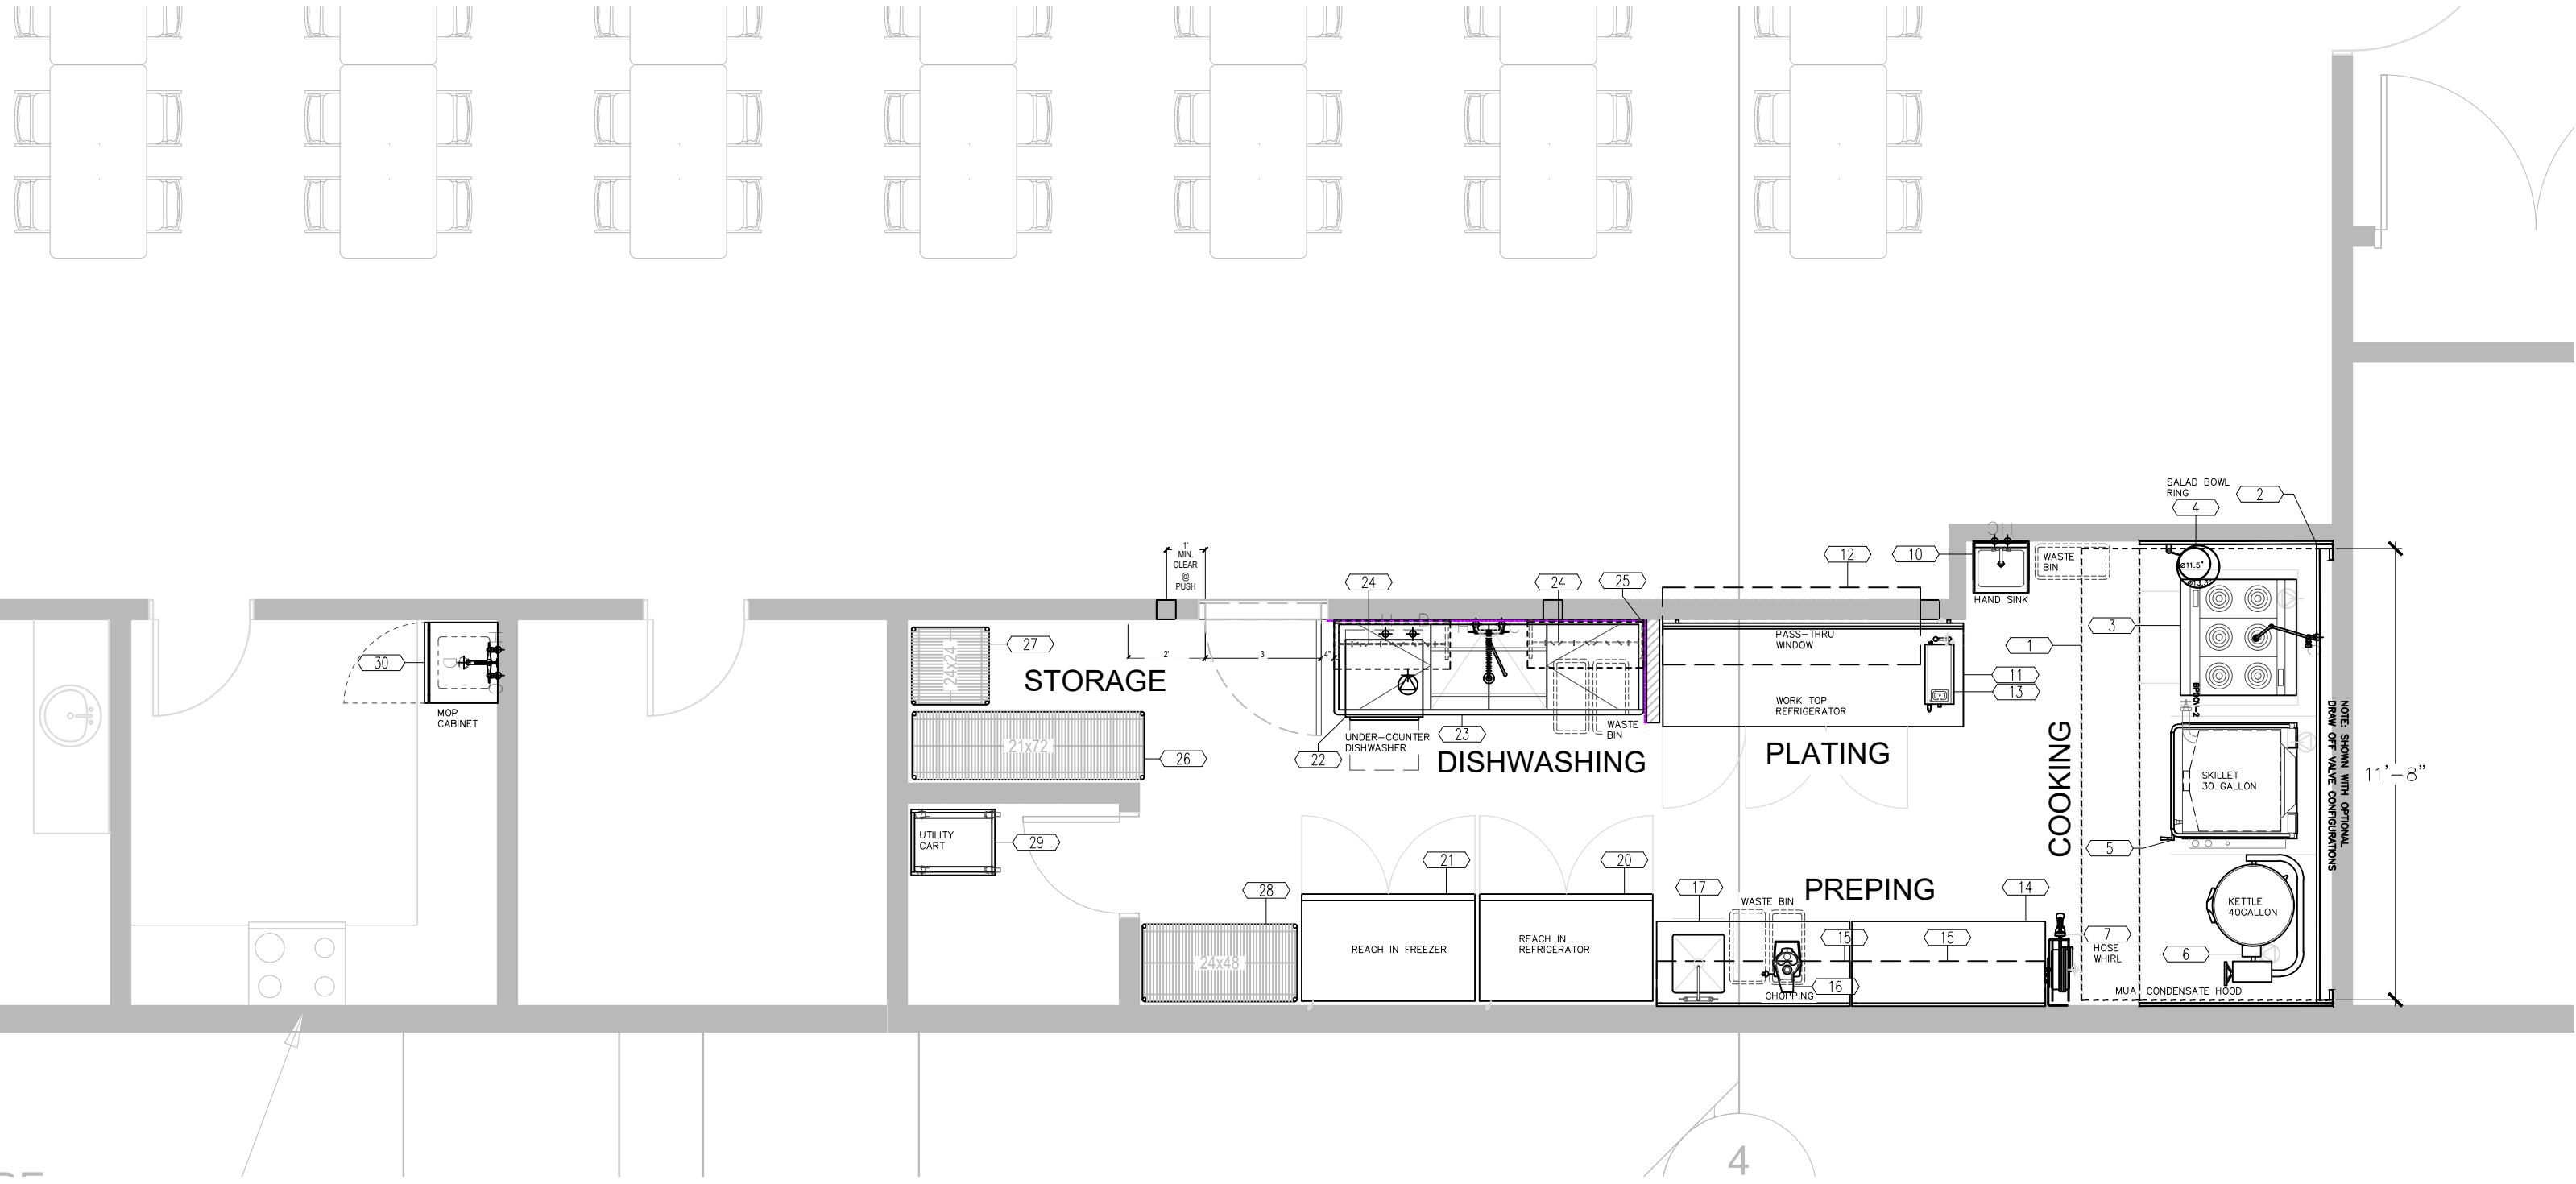 SALAD BOWL
RING
2
4
1'
MIN.
CLEAR
@
PUSH
12
10
WASTE
BIN
ø11.5"
HAND SINK
24
24
25
3
27
24x24
STORAGE
2'
3'
4"
PASS-THRU
WINDOW
1
30
11
13
WORK TOP
REFRIGERATOR
MOP
CABINET
21x72
26
22
UNDER-COUNTER
DISHWASHER
23
WASTE
BIN
DISHWASHING
PLATING
COOKING
NOTE: SHOWN WITH OPTIONAL
DRAW OFF VALVE CONFIGURATIONS
11'-8"
SKILLET
30 GALLON
5
UTILITY
CART
29
21
20
28
17
WASTE BIN
PREPING
14
KETTLE
40GALLON
7
HOSE
WHIRL
6
REACH IN FREEZER
REACH IN
REFRIGERATOR
15
15
24x48
16
CHOPPING
MUA
CONDENSATE HOOD
4